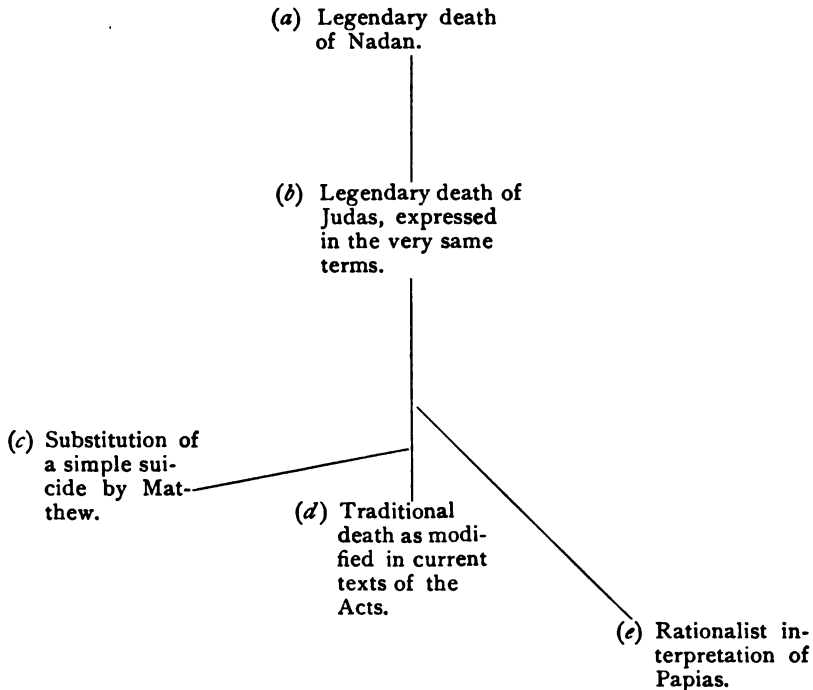 (a) Legendary death
of Nadan.
(b) Legendary death of
Judas, expressed
in the very same
terms.
(c) Substitution of
a simple sui-
cide by Mat-
thew.
(d) Traditional
death as modi-
fied in current
texts of the
Acts.
(e) Rationalist in-
terpretation of
Papias.